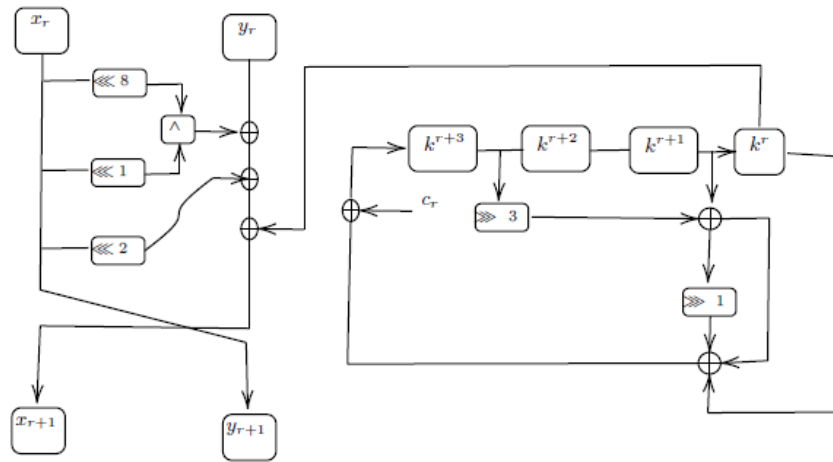 x_r
y_r
⋘ 8
∧
⋘ 1
⋘ 2
k^{r+3}
k^{r+2}
k^{r+1}
k^r
c_r
⋙ 3
⋙ 1
x_{r+1}
y_{r+1}